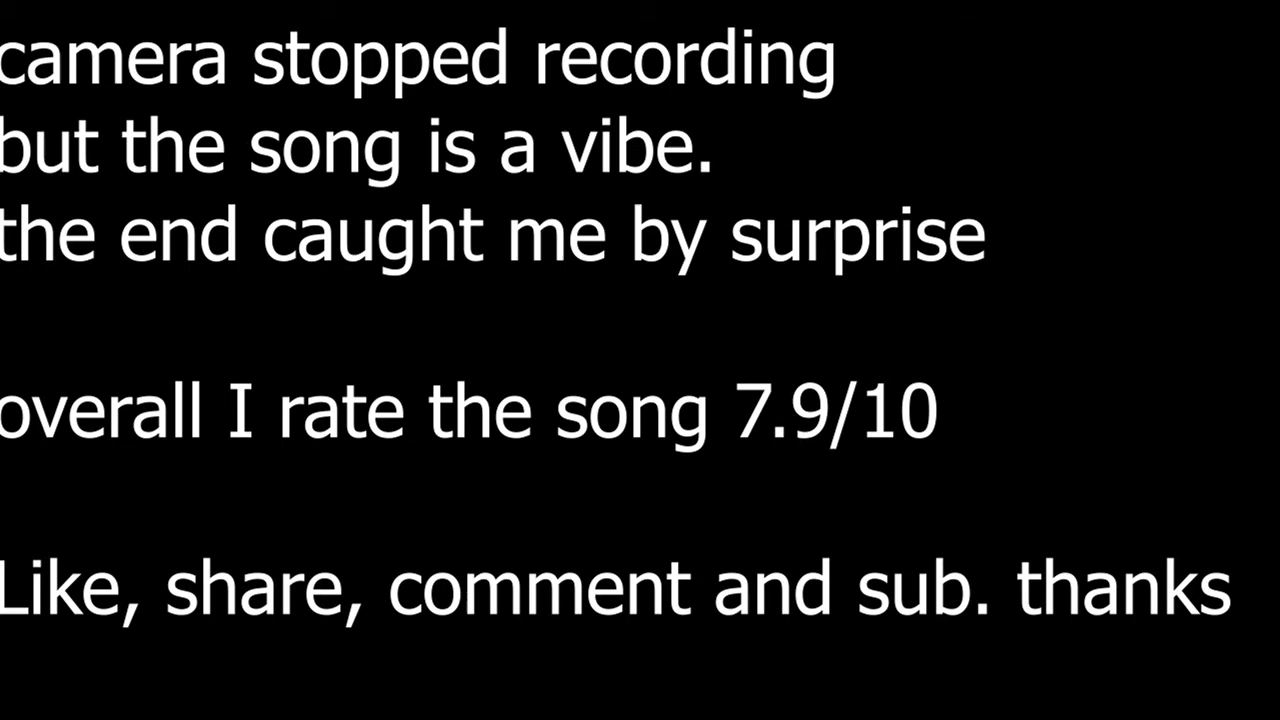 camera stopped recording
but the song is a vibe.
the end caught me by surprise
overall I rate the song 7.9/10
Like, share, comment and sub. thanks